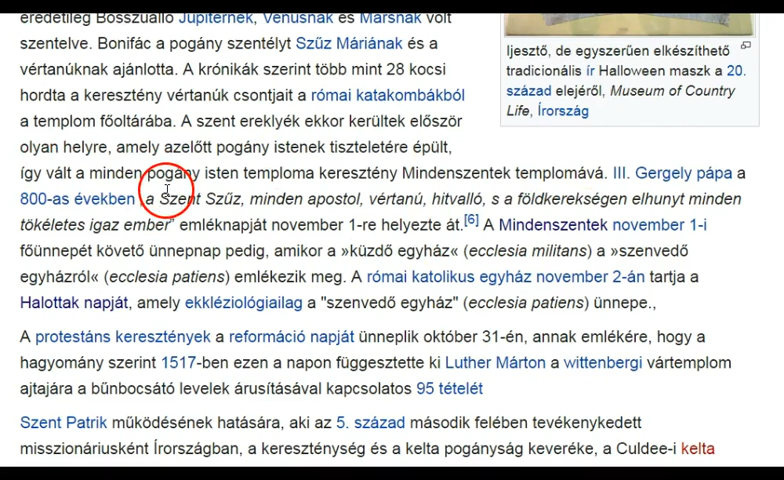 eredetileg Bosszúálló Jupiternek, Venusnak és Marsnak volt
szentelve. Bonifác a pogány szentélyt Szűz Máriának és a
vértanúknak ajánlotta. A krónikák szerint több mint 28 kocsi
hordta a keresztény vértanúk csontjait a római katakombákból
a templom főoltárába. A szent ereklyék ekkor kerültek először
olyan helyre, amely azelőtt pogány istenek tiszteletére épült,
így vált a minden pogány isten temploma keresztény Mindenszentek templomává. III. Gergely pápa a
800-as években „a Szent Szűz, minden apostol, vértanú, hitvalló, s a földkerekségen elhunyt minden
tökéletes igaz ember" emléknapját november 1-re helyezte át.[6] A Mindenszentek november 1-i
főünnepét követő ünnepnap pedig, amikor a »küzdő egyház« (ecclesia militans) a »szenvedő
egyházról« (ecclesia patiens) emlékezik meg. A római katolikus egyház november 2-án tartja a
Halottak napját, amely ekkléziológiailag a "szenvedő egyház" (ecclesia patiens) ünnepe.,
A protestáns keresztények a reformáció napját ünneplik október 31-én, annak emlékére, hogy a
hagyomány szerint 1517-ben ezen a napon függesztette ki Luther Márton a wittenbergi vártemplom
ajtajára a bűnbocsátó levelek árusításával kapcsolatos 95 tételét
Szent Patrik működésének hatására, aki az 5. század második felében tevékenykedett
misszionáriusként Írországban, a kereszténység és a kelta pogányság keveréke, a Culdee-i kelta
Ijesztő, de egyszerűen elkészíthető
tradicionális ír Halloween maszk a 20.
század elejéről, Museum of Country
Life, Írország